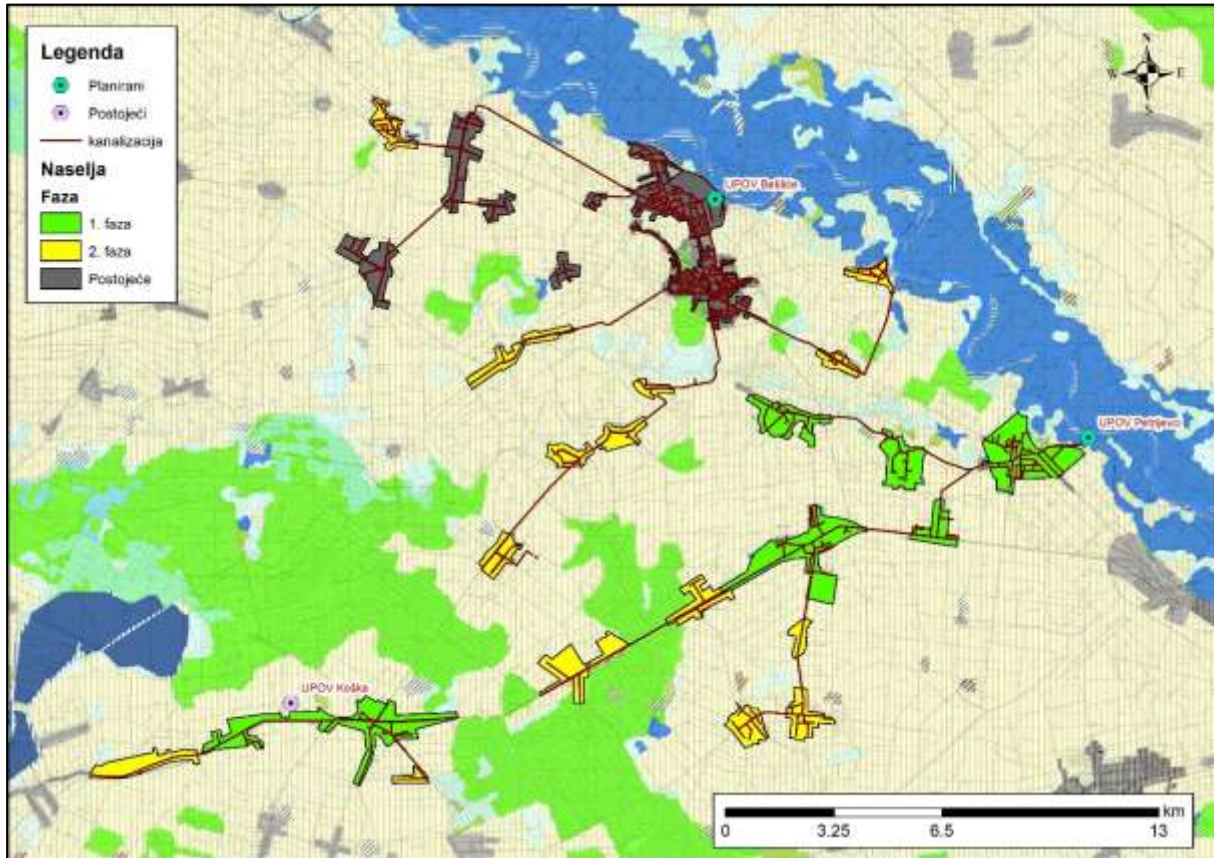 Legenda
Planirani
Postojeći
kanalizacija
Naselja
Faza
1. faza
2. faza
Postojeće
N
W E
S
UPOV Belišće
UPOV Petrijevo
UPOV Koška
km
0 3.25 6.5 13